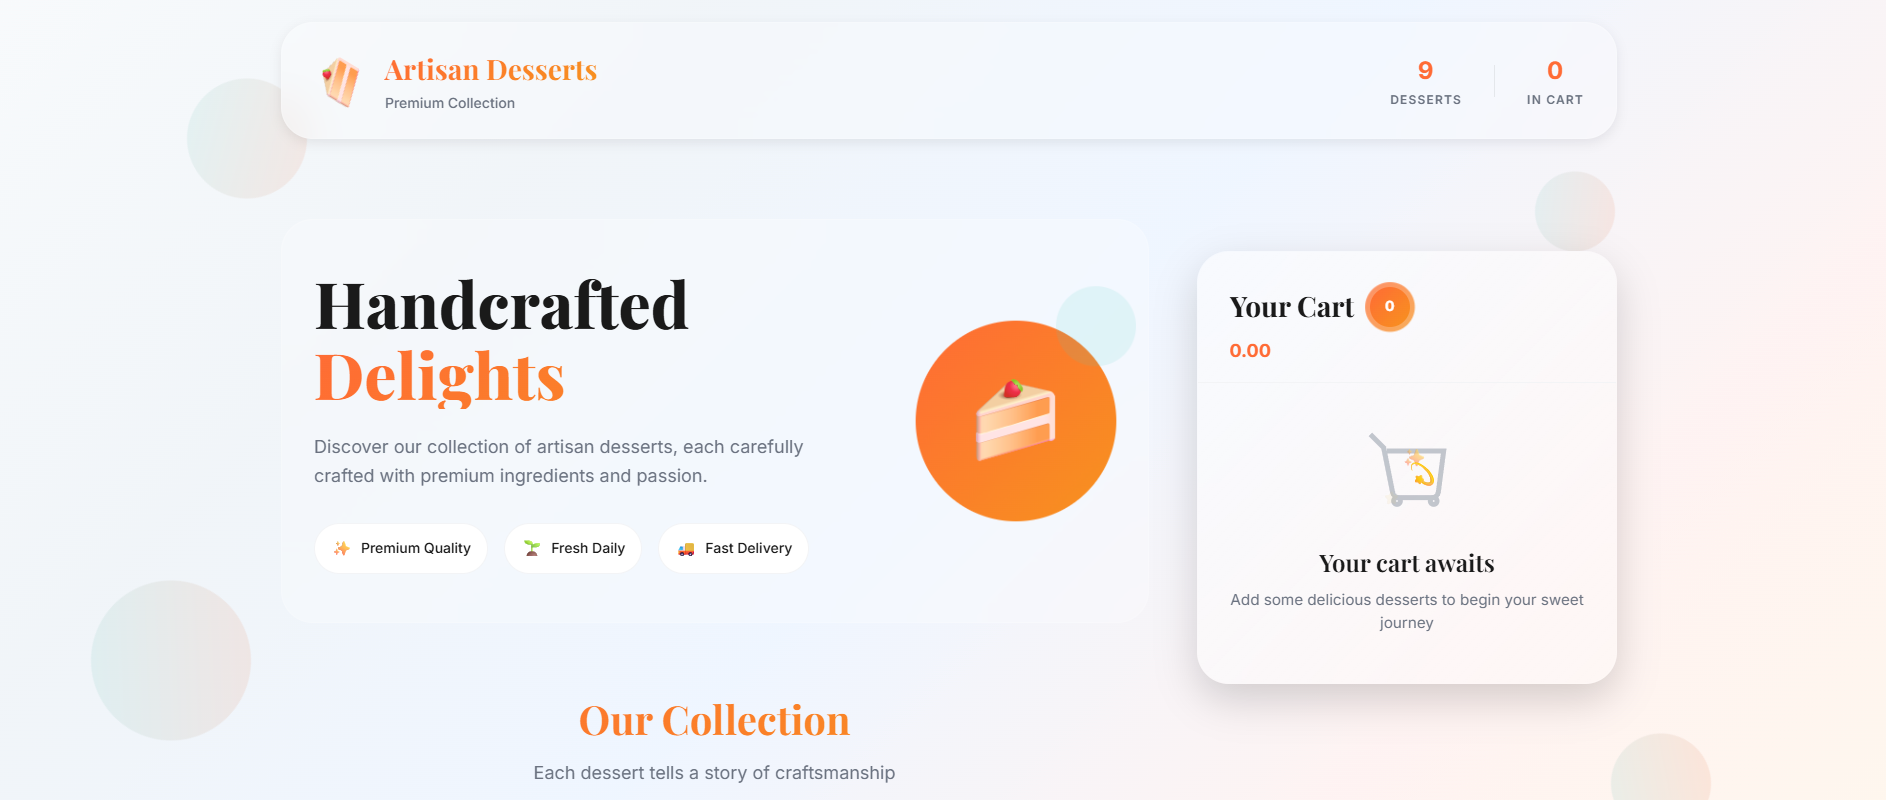 Artisan Desserts
Premium Collection
9
DESSERTS
0
IN CART
Handcrafted
Delights
Discover our collection of artisan desserts, each carefully
crafted with premium ingredients and passion.
Premium Quality
Fresh Daily
Fast Delivery
Your Cart
0
0.00
Your cart awaits
Add some delicious desserts to begin your sweet
journey
Our Collection
Each dessert tells a story of craftsmanship